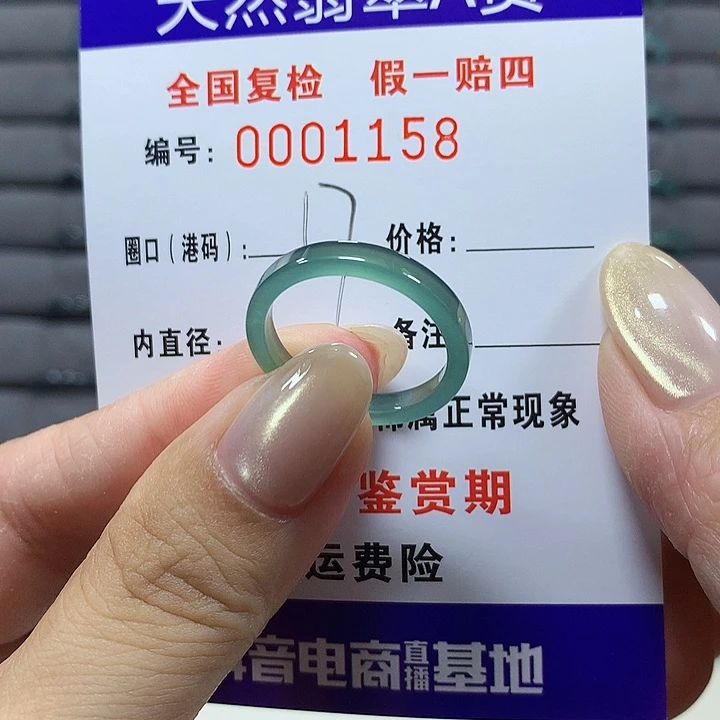 天然翡翠A货
全国复检 假一赔四
编号: 0001158
圈口(港码):
价格:
内直径:
备注
属正常现象
鉴赏期
运费险
音电商直播基地